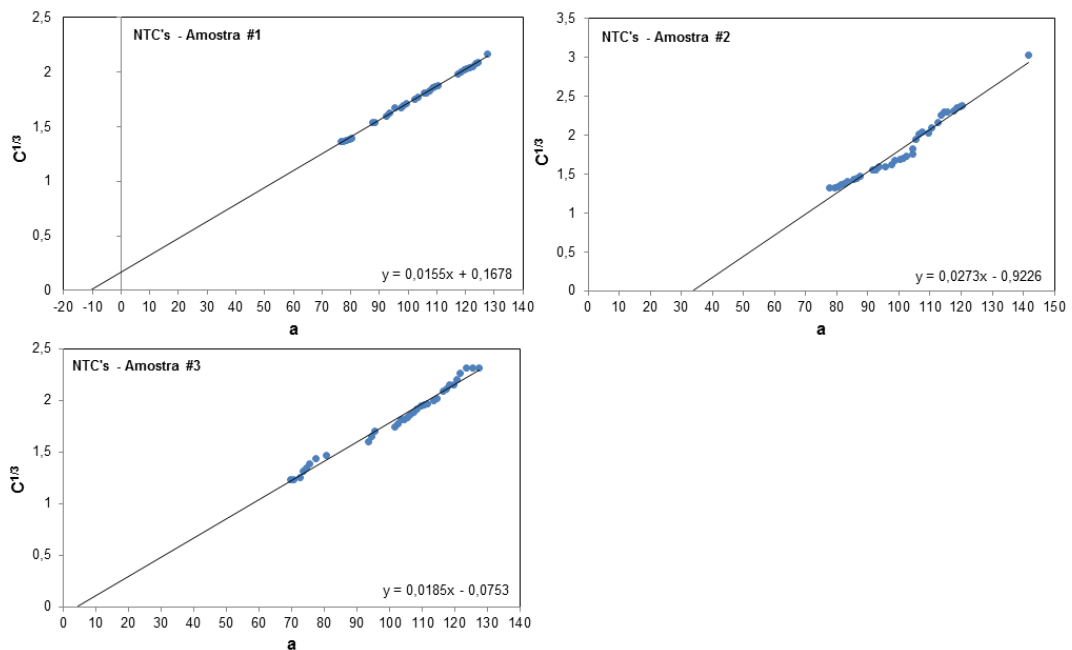 NTC's - Amostra #1
2,5
2
1,5
1
0,5
0
C1/3
y = 0,0155x + 0,1678
-20 -10 0 10 20 30 40 50 60 70 80 90 100 110 120 130 140
a
NTC's - Amostra #2
3,5
3
2,5
2
1,5
1
0,5
0
C1/3
y = 0,0273x - 0,9226
0 10 20 30 40 50 60 70 80 90 100 110 120 130 140 150
a
NTC's - Amostra #3
2,5
2
1,5
1
0,5
0
C1/3
y = 0,0185x - 0,0753
0 10 20 30 40 50 60 70 80 90 100 110 120 130 140
a